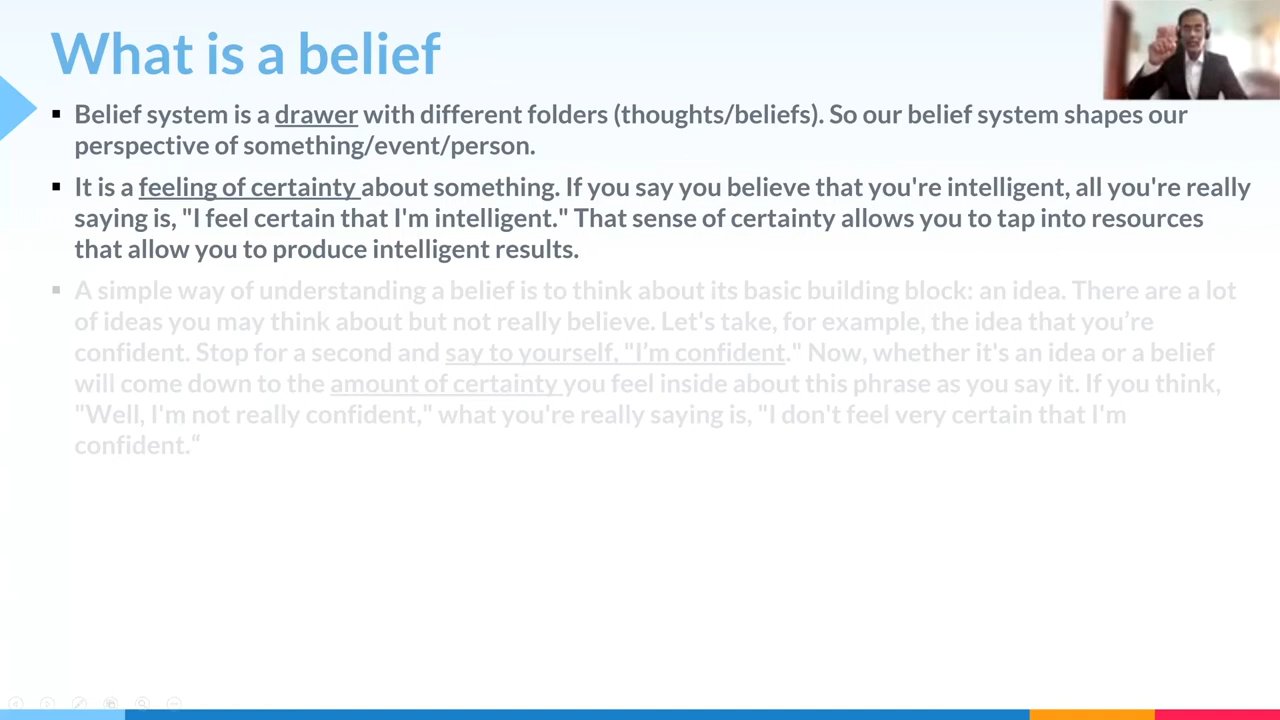 What is a belief
▪ Belief system is a drawer with different folders (thoughts/beliefs). So our belief system shapes our
perspective of something/event/person.
▪ It is a feeling of certainty about something. If you say you believe that you're intelligent, all you're really
saying is, "I feel certain that I'm intelligent." That sense of certainty allows you to tap into resources
that allow you to produce intelligent results.
▪ A simple way of understanding a belief is to think about its basic building block: an idea. There are a lot
of ideas you may think about but not really believe. Let's take, for example, the idea that you’re
confident. Stop for a second and say to yourself, "I’m confident." Now, whether it's an idea or a belief
will come down to the amount of certainty you feel inside about this phrase as you say it. If you think,
"Well, I'm not really confident," what you're really saying is, "I don't feel very certain that I'm
confident.“